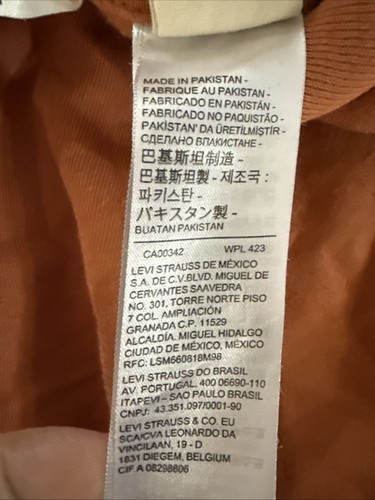 MADE IN PAKISTAN -
FABRIQUE AU PAKISTAN -
FABRICADO EN PAKISTÁN -
FABRICADO NO PAQUISTÃO -
PAKİSTAN'DA ÜRETİLMİŞTİR -
СДЕЛАНО ВПАКИСТАНЕ -
巴基斯坦制造 -
巴基斯坦製 - 제조국 :
파키스탄 -
パキスタン製 -
BUATAN PAKISTAN
CA00342 WPL 423
LEVI STRAUSS DE MÉXICO
S.A. DE C.V.BLVD. MIGUEL DE
CERVANTES SAAVEDRA
NO. 301, TORRE NORTE PISO
7 COL. AMPLIACIÓN
GRANADA C.P. 11529
ALCALDÍA. MIGUEL HIDALGO
CIUDAD DE MÉXICO, MÉXICO
RFC: LSM660818M98
LEVI STRAUSS DO BRASIL
AV. PORTUGAL, 400 06690-110
ITAPEVI – SAO PAULO BRASIL
CNPJ: 43.351.097/0001-90
LEVI STRAUSS & CO. EU
SCA/CVA LEONARDO DA
VINCILAAN, 19 - D
1831 DIEGEM, BELGIUM
CIF A 08298806